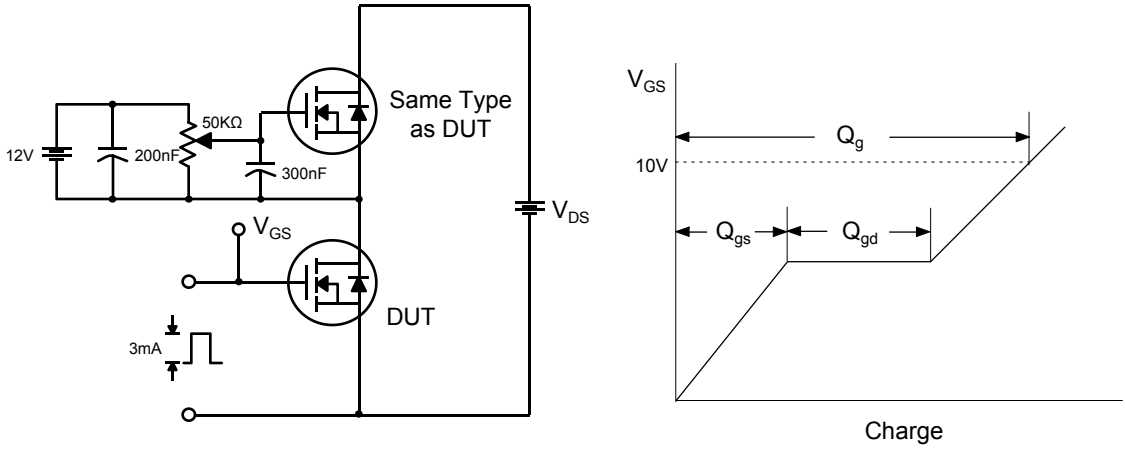 12V
200nF
50KΩ
300nF
Same Type
as DUT
V_DS
V_GS
DUT
3mA
V_GS
10V
Q_g
Q_gs
Q_gd
Charge